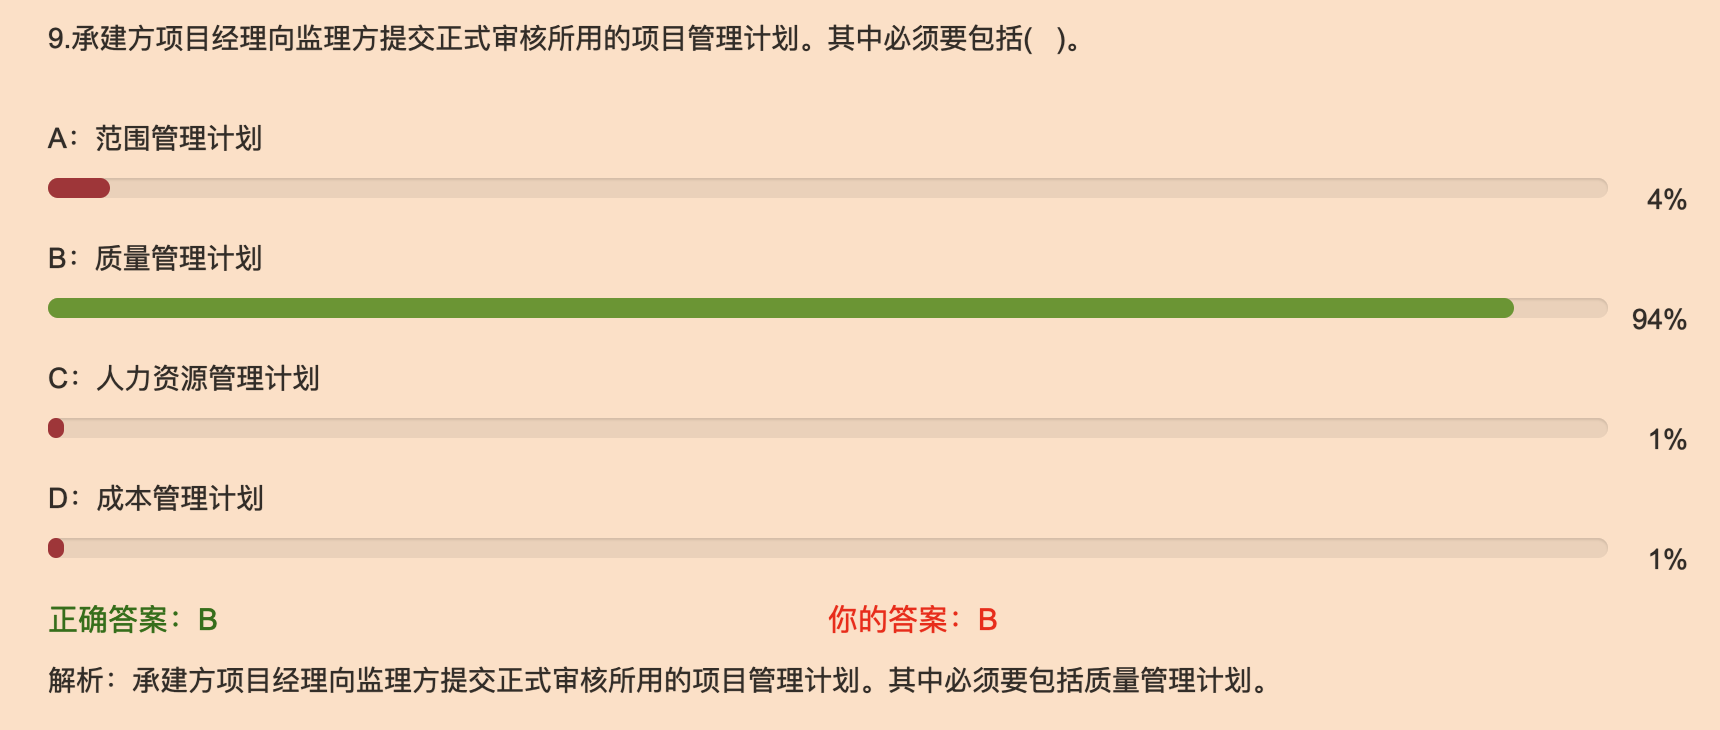 9.承建方项目经理向监理方提交正式审核所用的项目管理计划。其中必须要包括(   )。
A：范围管理计划
4%
B：质量管理计划
94%
C：人力资源管理计划
1%
D：成本管理计划
1%
正确答案：B 你的答案：B
解析：承建方项目经理向监理方提交正式审核所用的项目管理计划。其中必须要包括质量管理计划。